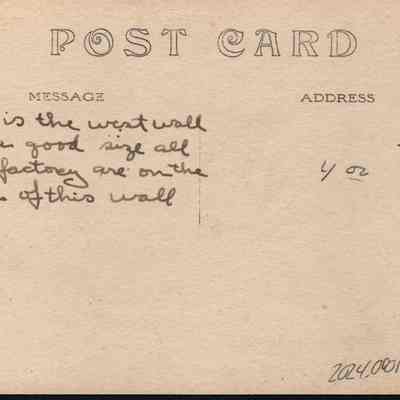 POST CARD
MESSAGE
ADDRESS
is the west wall
good size all
factory are on the
of this wall
4 oz
2024.001